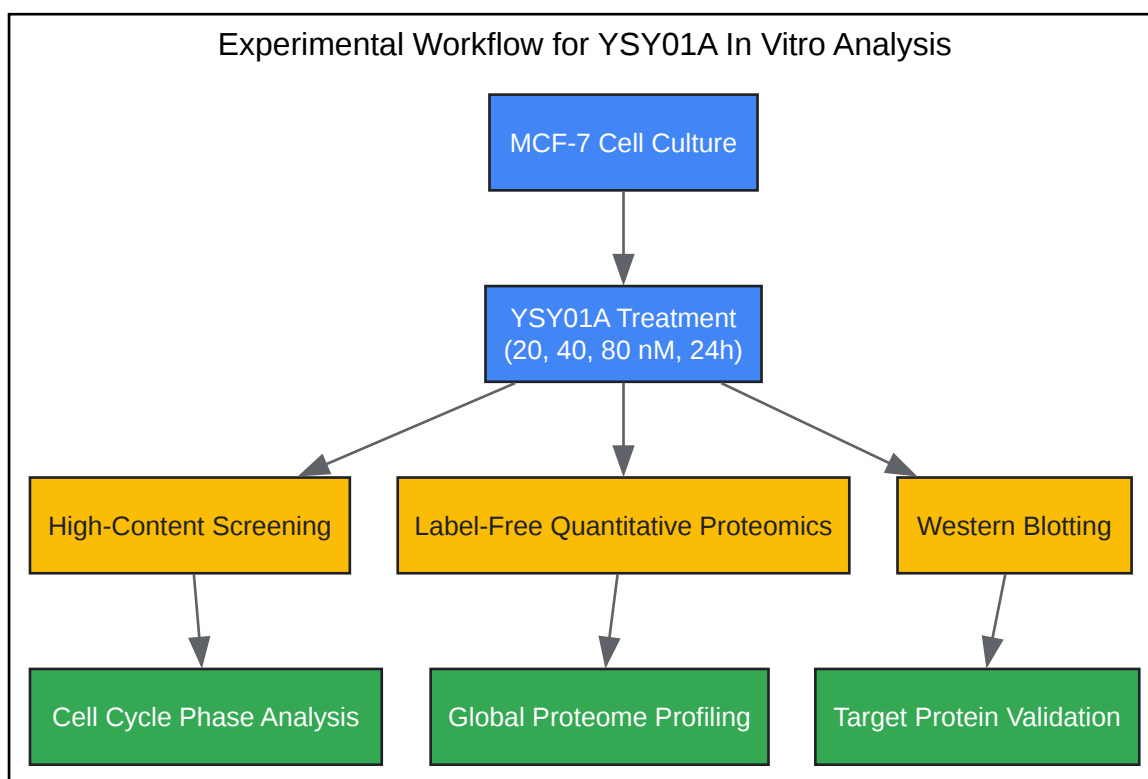 Experimental Workflow for YSY01A In Vitro Analysis
MCF-7 Cell Culture
YSY01A Treatment
(20, 40, 80 nM, 24h)
High-Content Screening
Label-Free Quantitative Proteomics
Western Blotting
Cell Cycle Phase Analysis
Global Proteome Profiling
Target Protein Validation